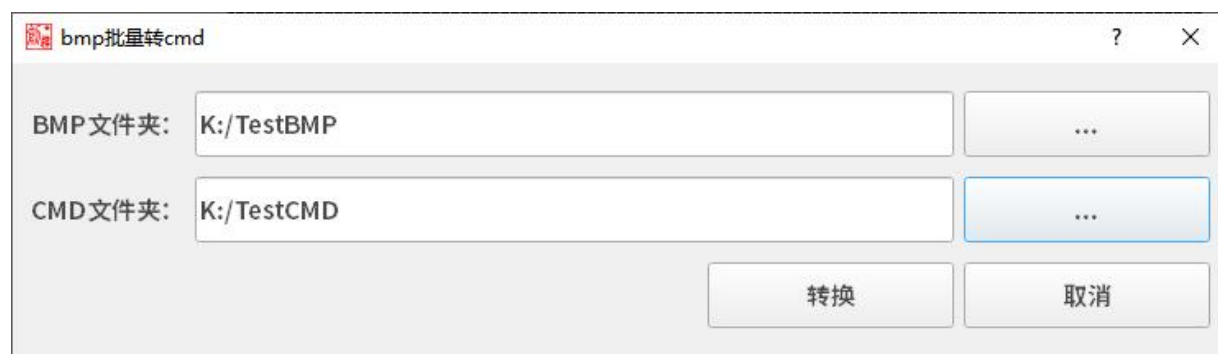 bmp批量转cmd
?
BMP文件夹：
K:/TestBMP
...
CMD文件夹：
K:/TestCMD
...
转换
取消